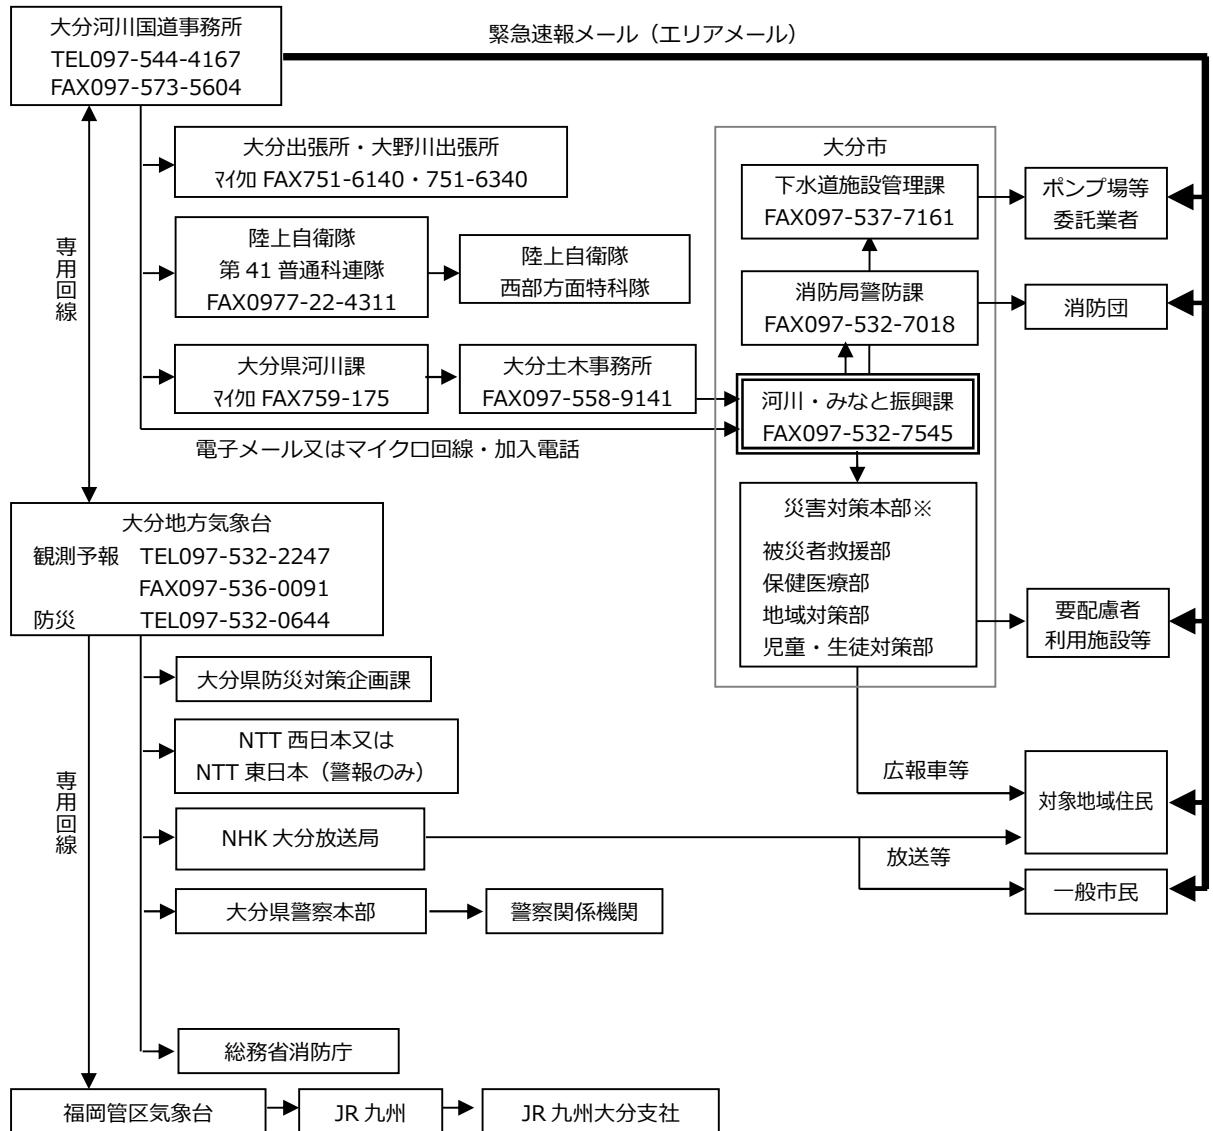 大分河川国道事務所
TEL097-544-4167
FAX097-573-5604
緊急速報メール（エリアメール）
大分出張所・大野川出張所
ﾏｲｸﾛ FAX751-6140・751-6340
専用回線
陸上自衛隊
第 41 普通科連隊
FAX0977-22-4311
陸上自衛隊
西部方面特科隊
大分県河川課
ﾏｲｸﾛ FAX759-175
大分土木事務所
FAX097-558-9141
電子メール又はマイクロ回線・加入電話
大分市
下水道施設管理課
FAX097-537-7161
ポンプ場等
委託業者
消防局警防課
FAX097-532-7018
消防団
河川・みなと振興課
FAX097-532-7545
災害対策本部※
被災者救援部
保健医療部
地域対策部
児童・生徒対策部
要配慮者
利用施設等
大分地方気象台
観測予報 TEL097-532-2247
FAX097-536-0091
防災 TEL097-532-0644
大分県防災対策企画課
NTT 西日本又は
NTT 東日本（警報のみ）
専用回線
広報車等
対象地域住民
NHK 大分放送局
放送等
一般市民
大分県警察本部
警察関係機関
総務省消防庁
福岡管区気象台
JR 九州
JR 九州大分支社